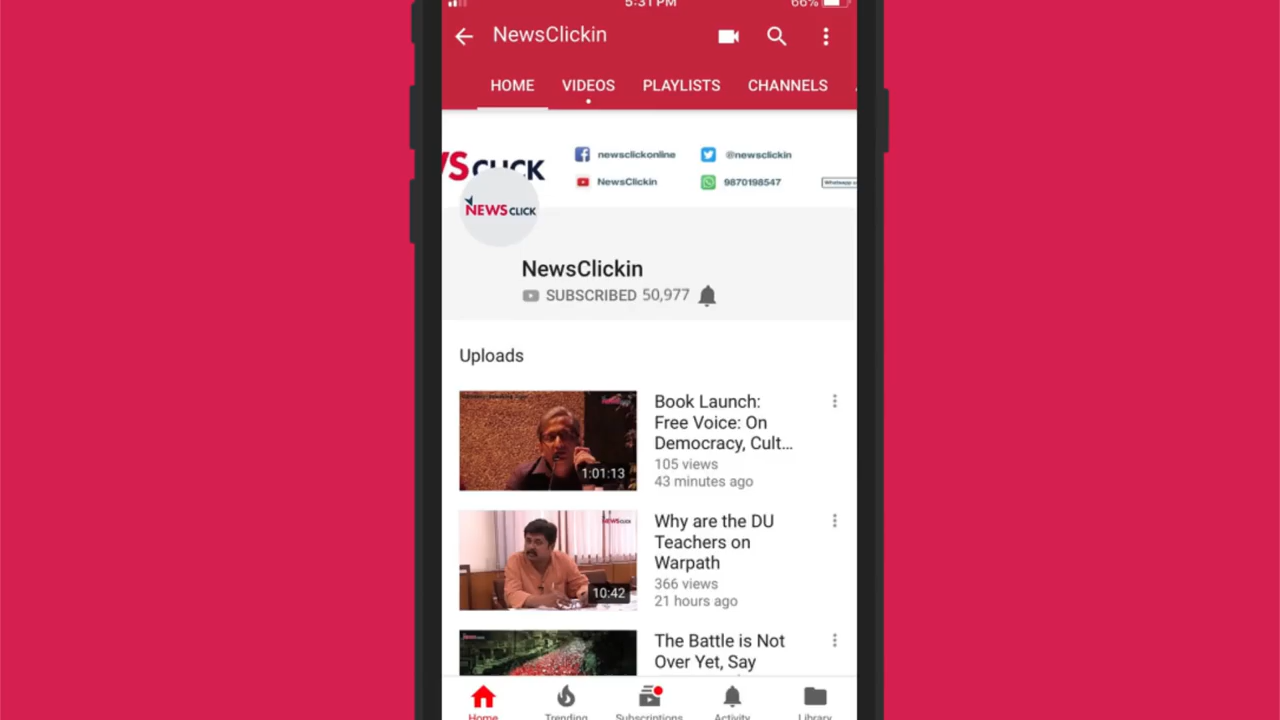 5:31 PM
66%
NewsClickin
HOME VIDEOS PLAYLISTS CHANNELS
WS CLICK
newsclickonline
@newsclickin
NewsClickin
9870198547
NEWSCLICK
NewsClickin
SUBSCRIBED 50,977
Uploads
1:01:13
Book Launch:
Free Voice: On
Democracy, Cult...
105 views
43 minutes ago
NEWSCLICK
10:42
Why are the DU
Teachers on
Warpath
366 views
21 hours ago
The Battle is Not
Over Yet, Say
Home Trending Subscriptions Activity Library